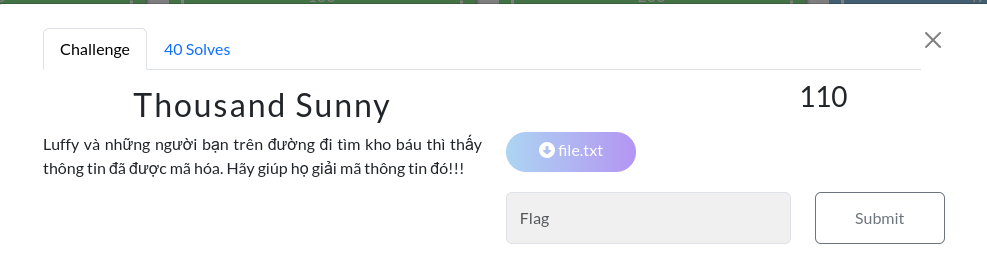 Challenge
40 Solves
Thousand Sunny
110
Luffy và những người bạn trên đường đi tìm kho báu thì thấy
thông tin đã được mã hóa. Hãy giúp họ giải mã thông tin đó!!!
file.txt
Flag
Submit